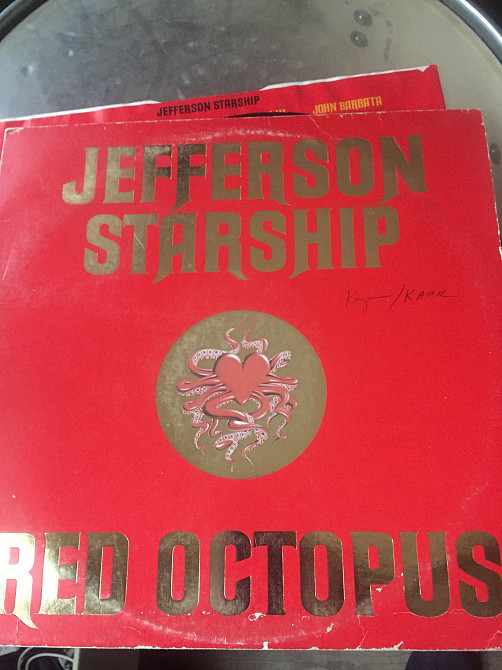 JEFFERSON STARSHIP
JOHN BARBATA
JEFFERSON
STARSHIP
RED OCTOPUS